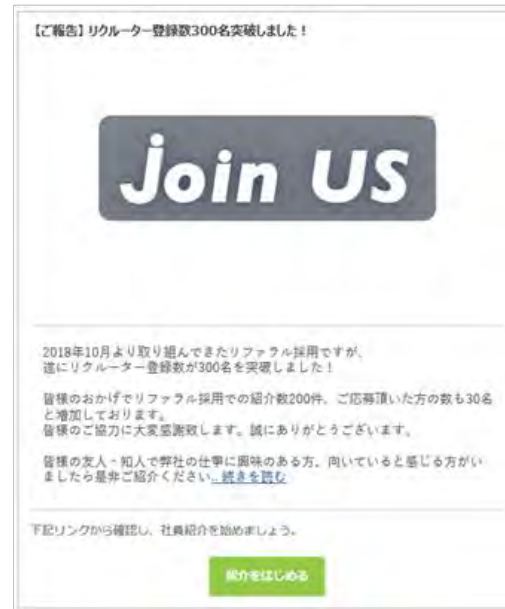 【ご報告】リクルーター登録数300名突破しました！
Join US
2018年10月より取り組んできたリファラル採用ですが、
遂にリクルーター登録数が300名を突破しました！
皆様のおかげでリファラル採用での紹介数200件、ご応募頂いた方の数も30名
と増加しております。
皆様のご協力に大変感謝致します。誠にありがとうございます。
皆様の友人・知人で弊社の仕事に興味のある方、向いていると感じる方がい
ましたら是非ご紹介ください...続きを読む
下記リンクから確認し、社員紹介を始めましょう。
紹介をはじめる